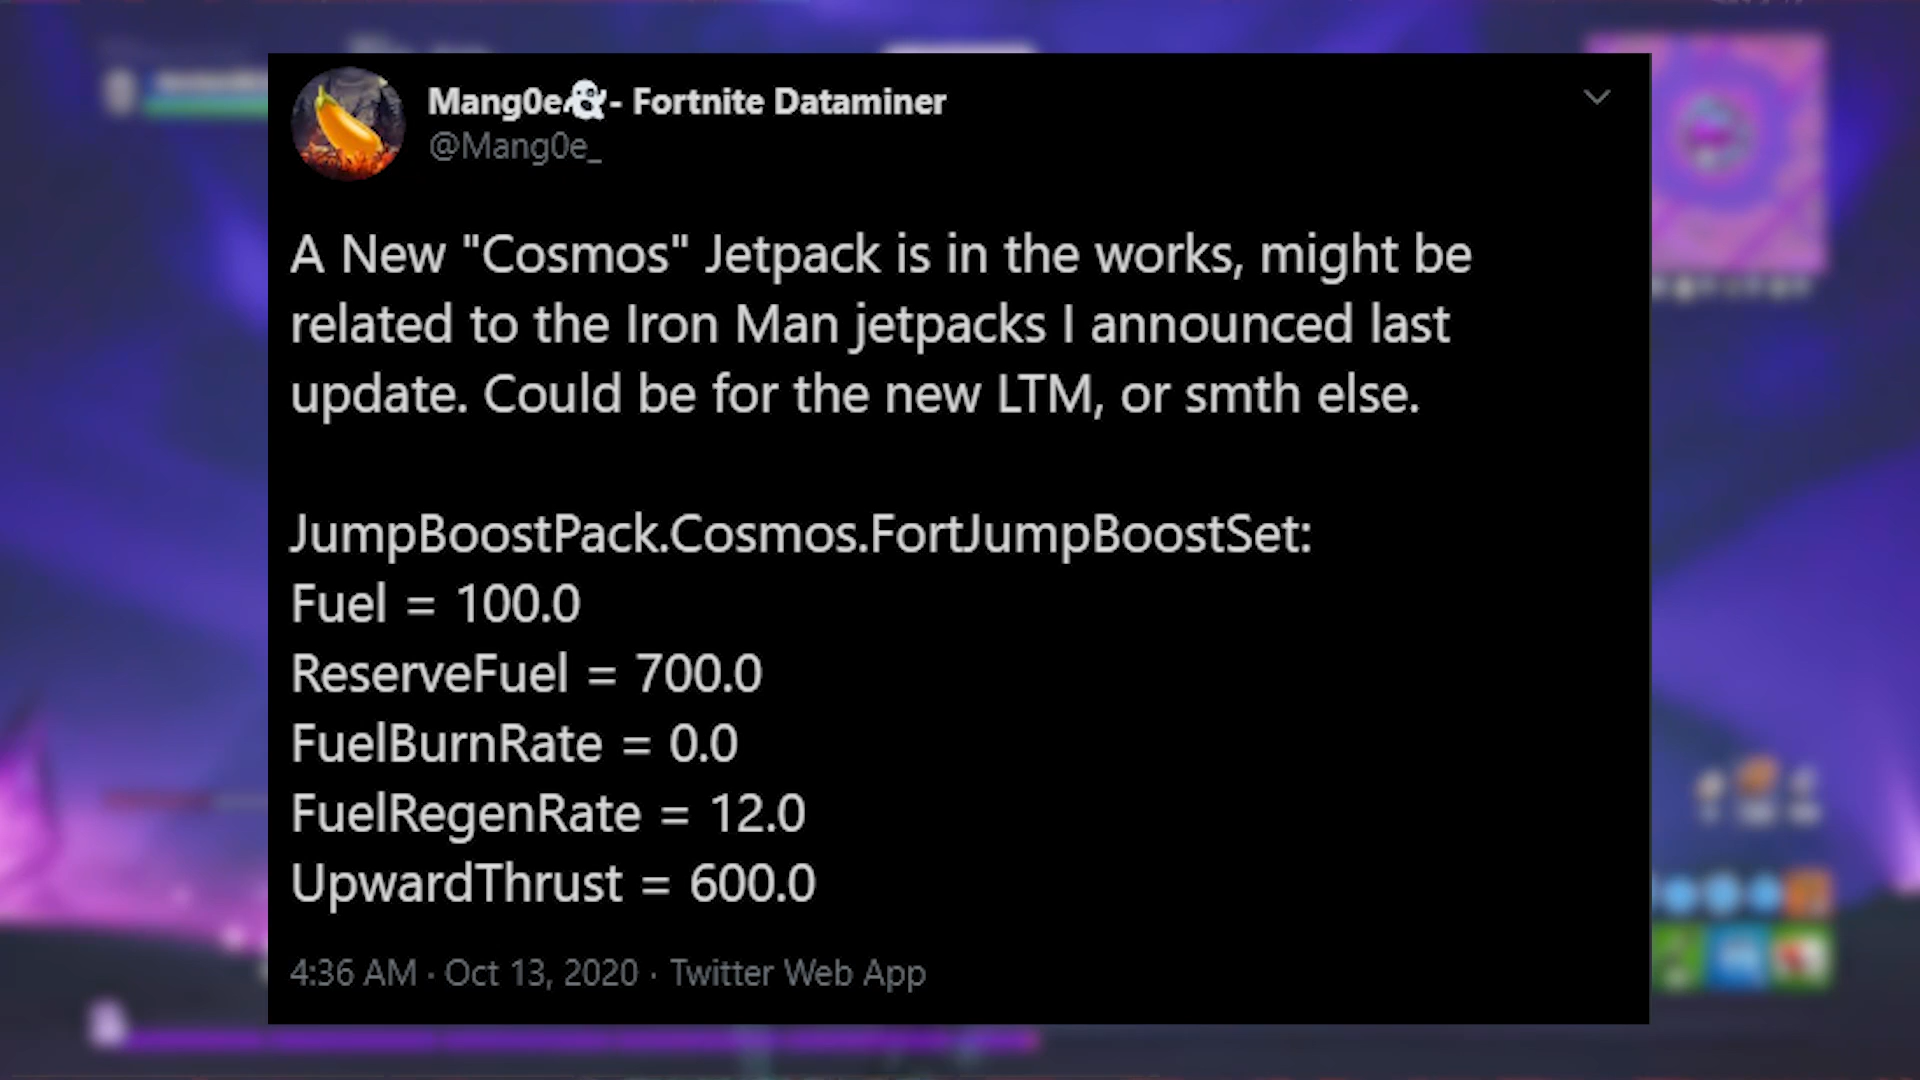 Mang0e👻- Fortnite Dataminer
@Mang0e_
A New "Cosmos" Jetpack is in the works, might be
related to the Iron Man jetpacks I announced last
update. Could be for the new LTM, or smth else.
JumpBoostPack.Cosmos.FortJumpBoostSet:
Fuel = 100.0
ReserveFuel = 700.0
FuelBurnRate = 0.0
FuelRegenRate = 12.0
UpwardThrust = 600.0
4:36 AM · Oct 13, 2020 · Twitter Web App